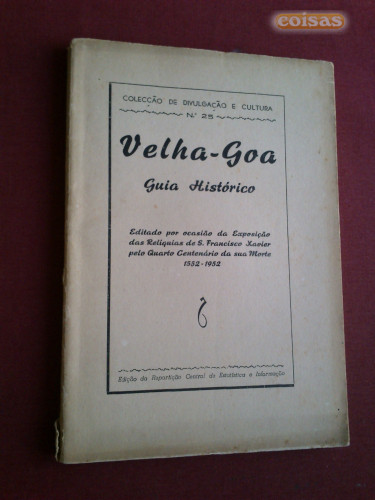 coisas
COLECÇÃO DE DIVULGAÇÃO E CULTURA
N.º 25
Velha-Goa
Guia Histórico
Editado por ocasião da Exposição
das Relíquias de S. Francisco Xavier
pelo Quarto Centenário da sua Morte
1552-1952
Edição da Repartição Central de Estatística e Informação